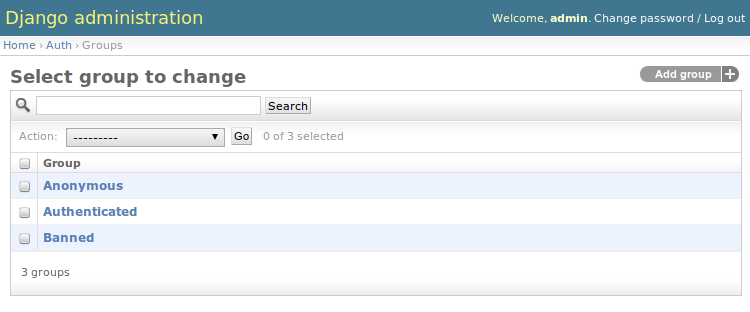 Django administration
Welcome, admin. Change password / Log out
Home › Auth › Groups
Select group to change
Add group +
Search
Action: --------- ▼ Go 0 of 3 selected
Group
Anonymous
Authenticated
Banned
3 groups